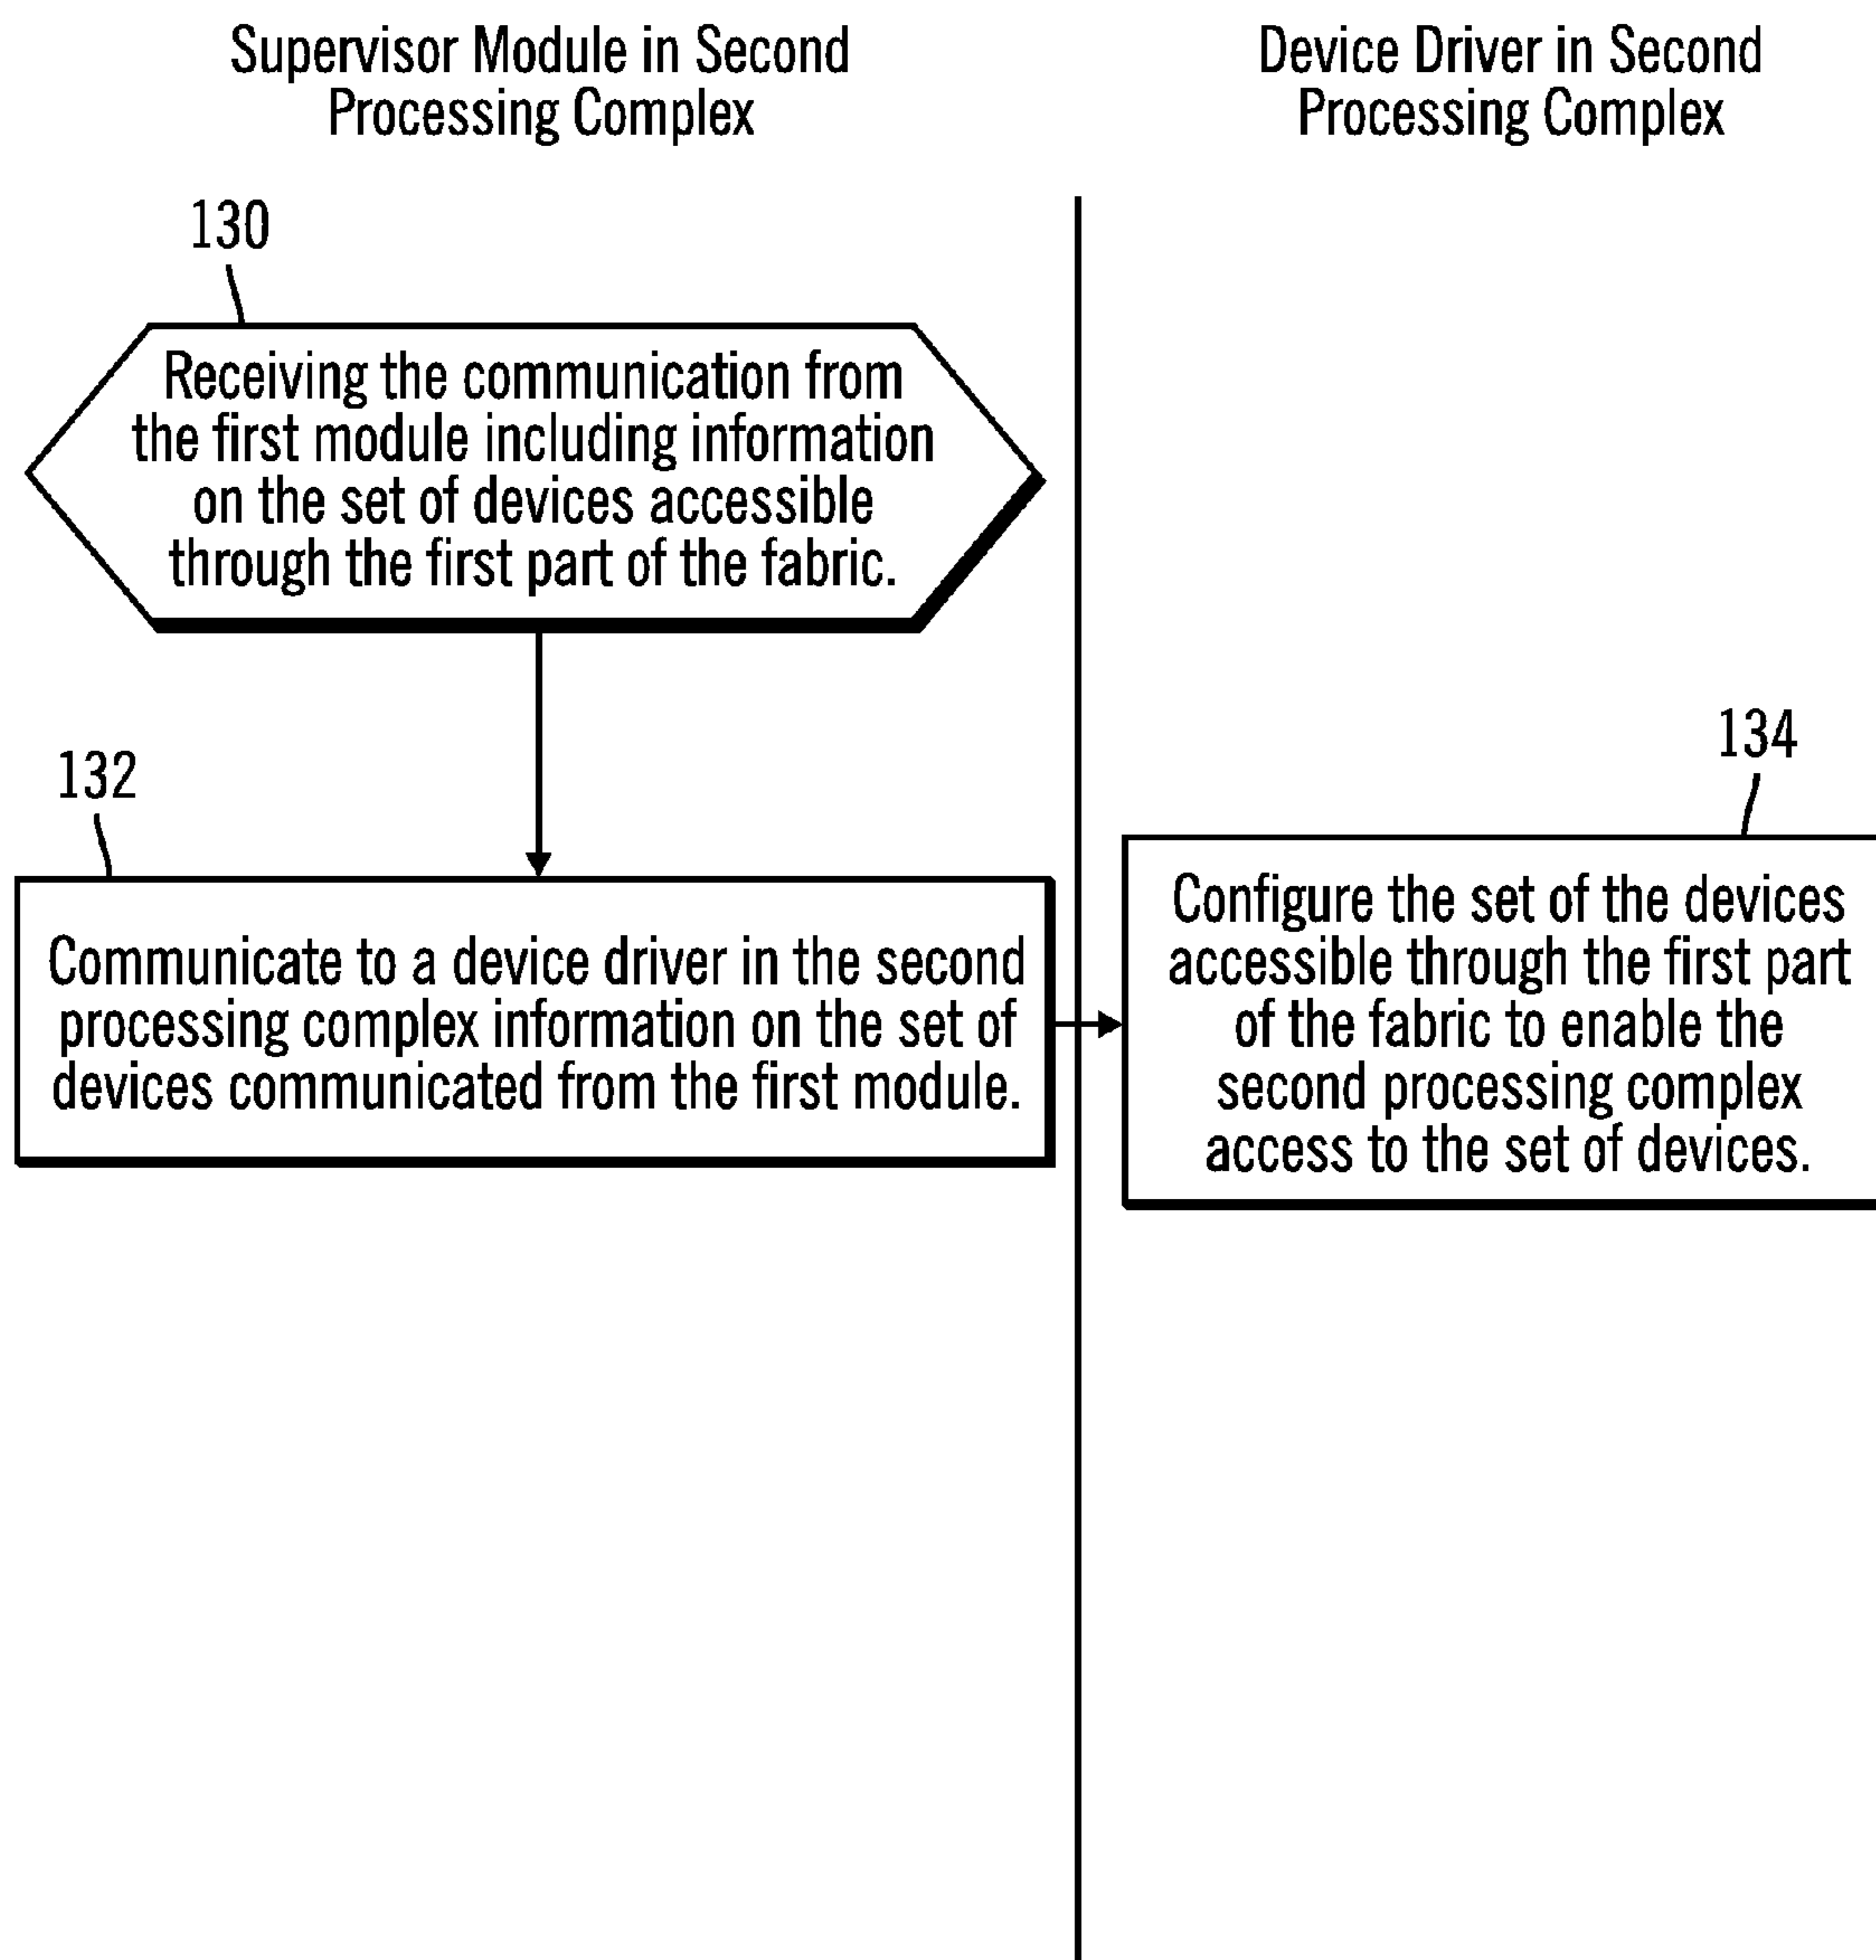 Supervisor Module in Second
Processing Complex
Device Driver in Second
Processing Complex
130
Receiving the communication from
the first module including information
on the set of devices accessible
through the first part of the fabric.
132
Communicate to a device driver in the second
processing complex information on the set of
devices communicated from the first module.
134
Configure the set of the devices
accessible through the first part
of the fabric to enable the
second processing complex
access to the set of devices.